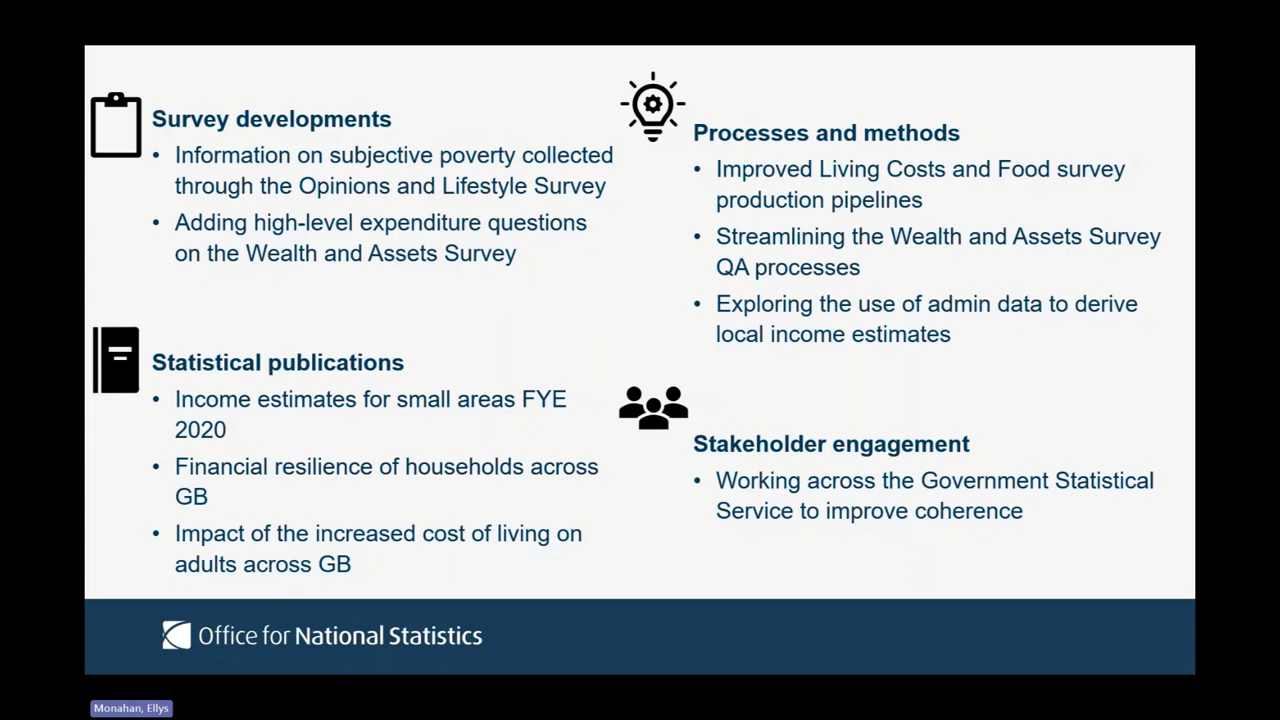 Survey developments
• Information on subjective poverty collected
through the Opinions and Lifestyle Survey
• Adding high-level expenditure questions
on the Wealth and Assets Survey
Statistical publications
• Income estimates for small areas FYE
2020
• Financial resilience of households across
GB
• Impact of the increased cost of living on
adults across GB
Processes and methods
• Improved Living Costs and Food survey
production pipelines
• Streamlining the Wealth and Assets Survey
QA processes
• Exploring the use of admin data to derive
local income estimates
Stakeholder engagement
• Working across the Government Statistical
Service to improve coherence
Office for National Statistics
Monahan, Ellys